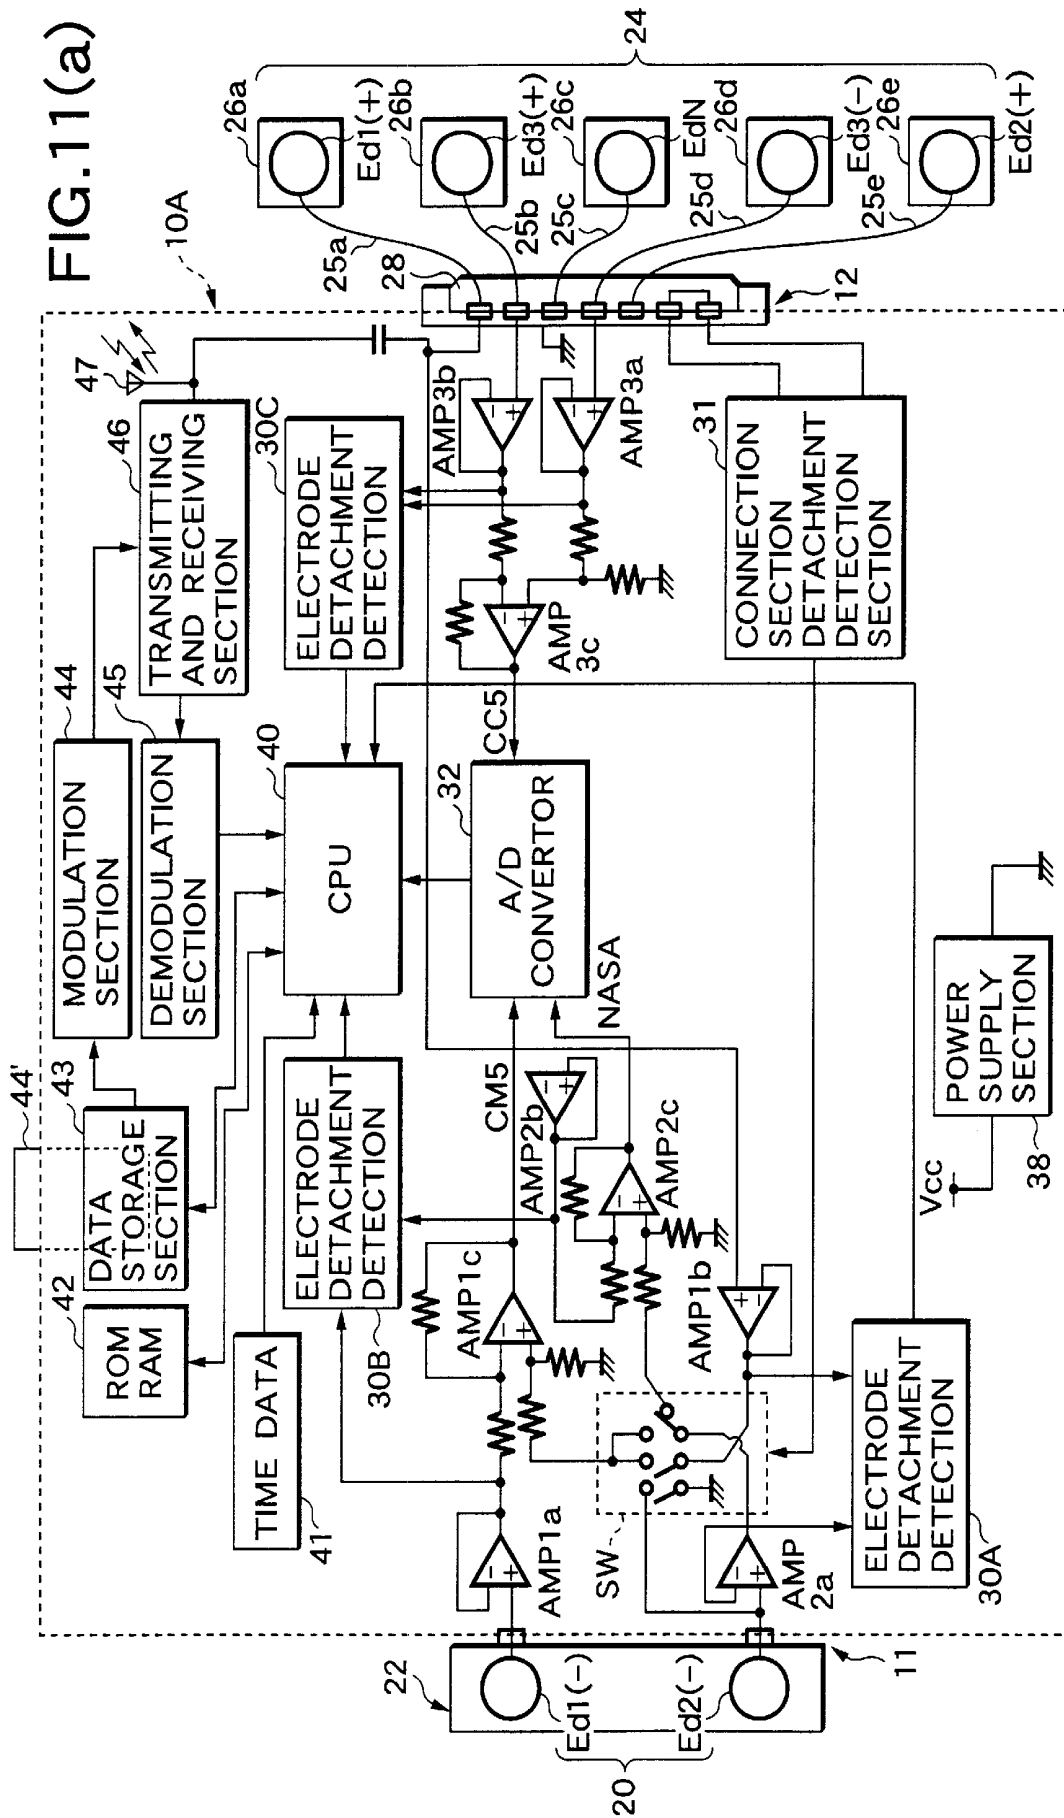 FIG.11(a)
10A
47
46
TRANSMITTING
AND RECEIVING
SECTION
44
MODULATION
SECTION
45
DEMODULATION
SECTION
44'
43
DATA
STORAGE
SECTION
42
ROM
RAM
TIME DATA
41
40
CPU
30C
ELECTRODE
DETACHMENT
DETECTION
30B
ELECTRODE
DETACHMENT
DETECTION
32
A/D
CONVERTOR
CC5
CM5
NASA
AMP3b
AMP3a
AMP
3c
AMP1a
AMP1c
AMP2b
AMP2c
AMP1b
AMP
2a
SW
31
CONNECTION
SECTION
DETACHMENT
DETECTION
SECTION
ELECTRODE
DETACHMENT
DETECTION
30A
Vcc
POWER
SUPPLY
SECTION
38
22
Ed1(-)
Ed2(-)
20
11
12
28
25a
25b
25c
25d
25e
26a
Ed1(+)
26b
Ed3(+)
26c
EdN
26d
Ed3(-)
26e
Ed2(+)
24